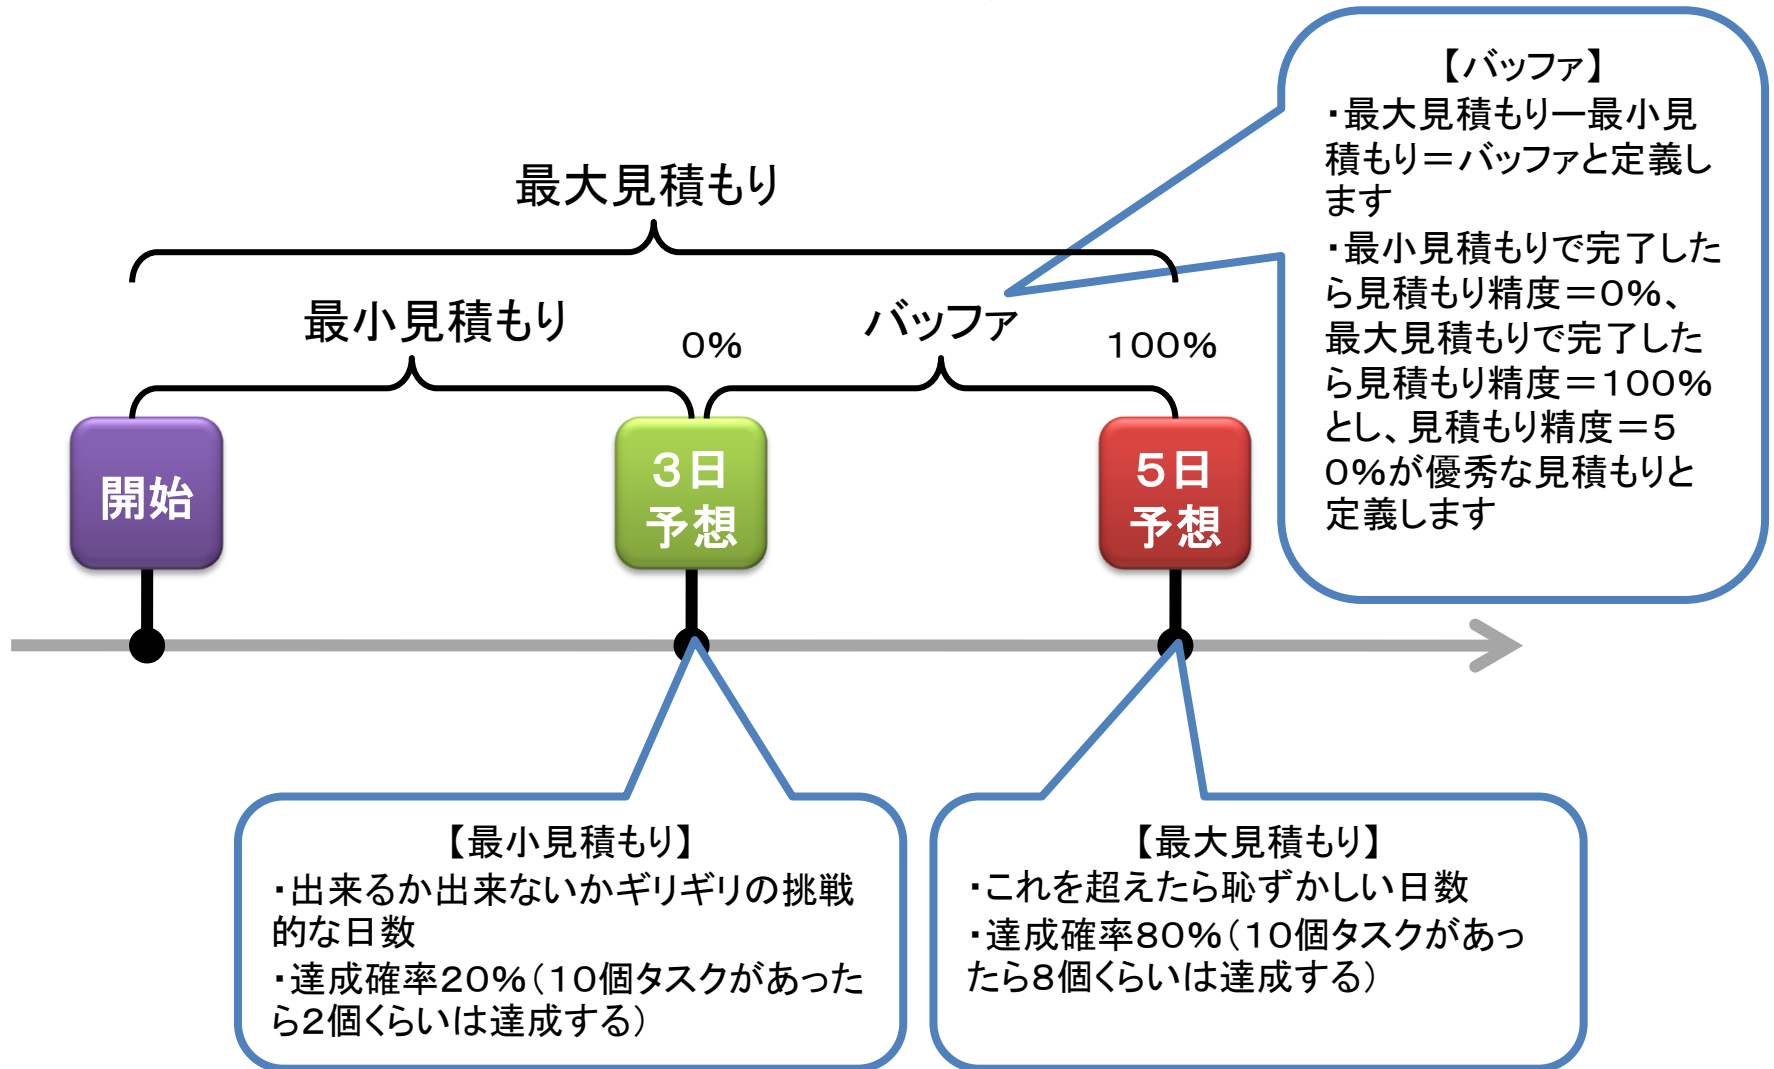 【バッファ】
・最大見積もりー最小見
積もり＝バッファと定義し
ます
・最小見積もりで完了した
ら見積もり精度＝０％、
最大見積もりで完了した
ら見積もり精度＝１００％
とし、見積もり精度＝５
０％が優秀な見積もりと
定義します
最大見積もり
最小見積もり
０％
バッファ
１００％
開始
３日
予想
５日
予想
【最小見積もり】
・出来るか出来ないかギリギリの挑戦
的な日数
・達成確率２０％（１０個タスクがあった
ら２個くらいは達成する）
【最大見積もり】
・これを超えたら恥ずかしい日数
・達成確率８０％（１０個タスクがあっ
たら８個くらいは達成する）